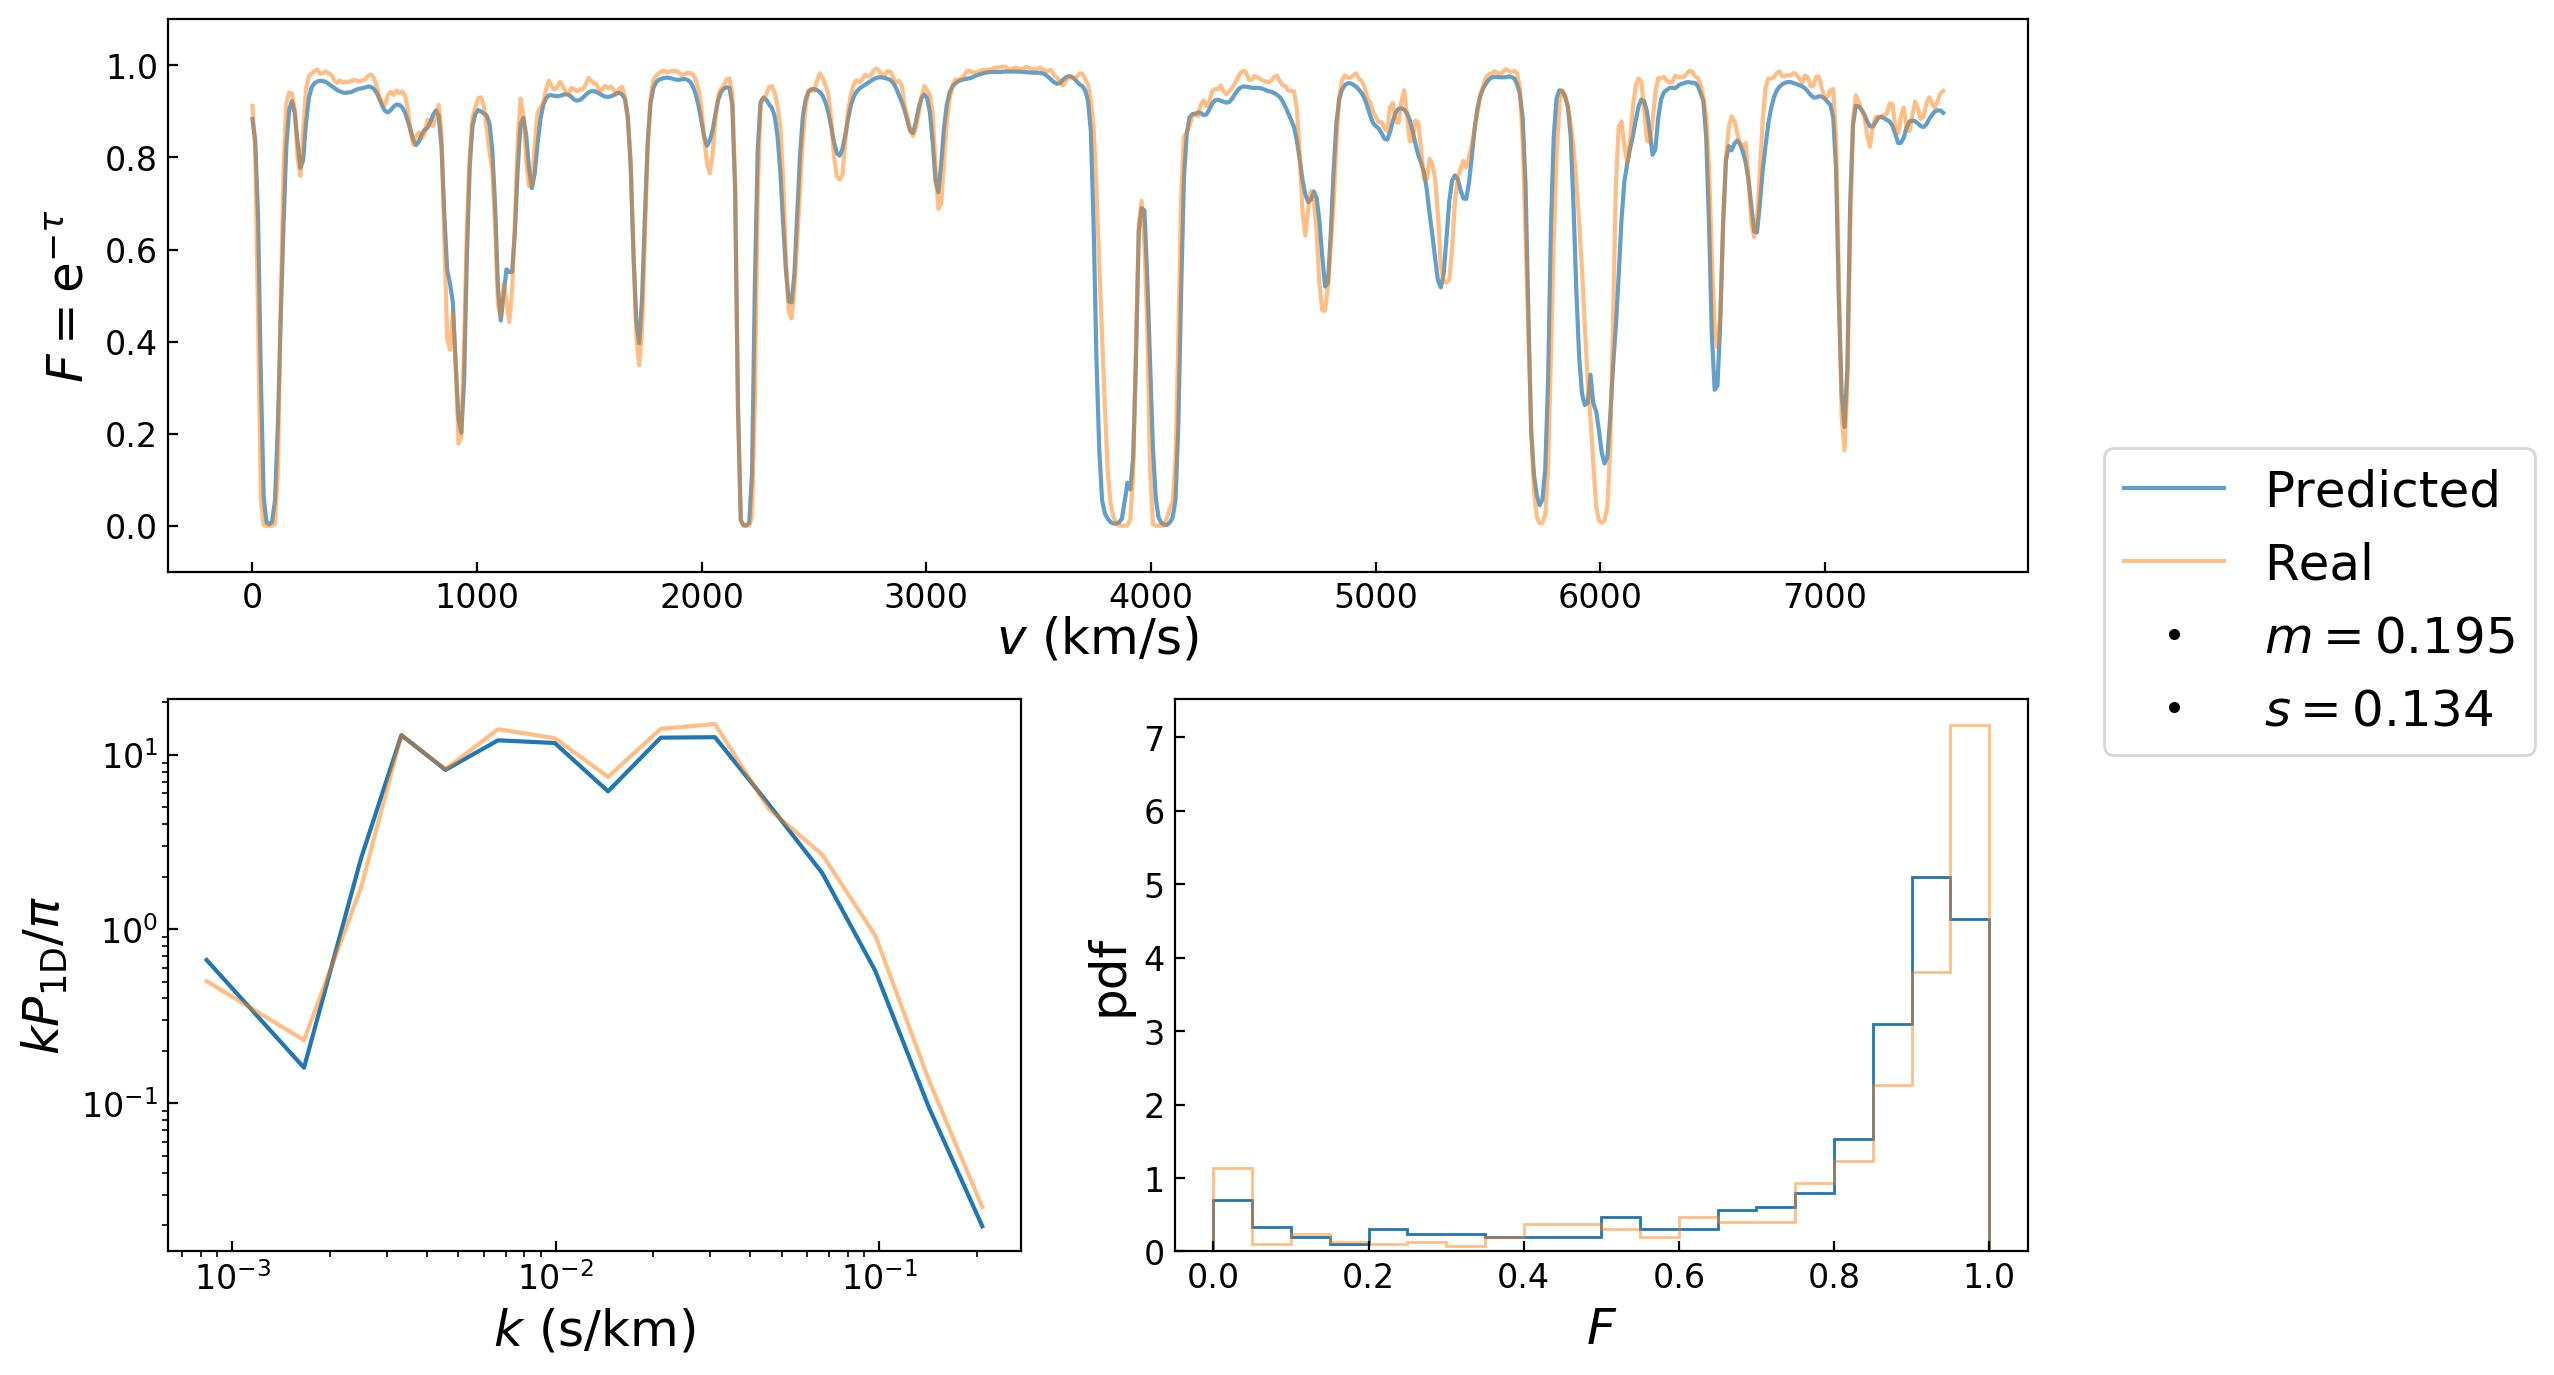 1.0
0.8
0.6
0.4
0.2
0.0
F = e^{−τ}
0 1000 2000 3000 4000 5000 6000 7000
v (km/s)
Predicted
Real
m = 0.195
s = 0.134
10^1
10^0
10^{−1}
kP_{1D}/π
10^{−3} 10^{−2} 10^{−1}
k (s/km)
7
6
5
4
3
2
1
0
pdf
0.0 0.2 0.4 0.6 0.8 1.0
F